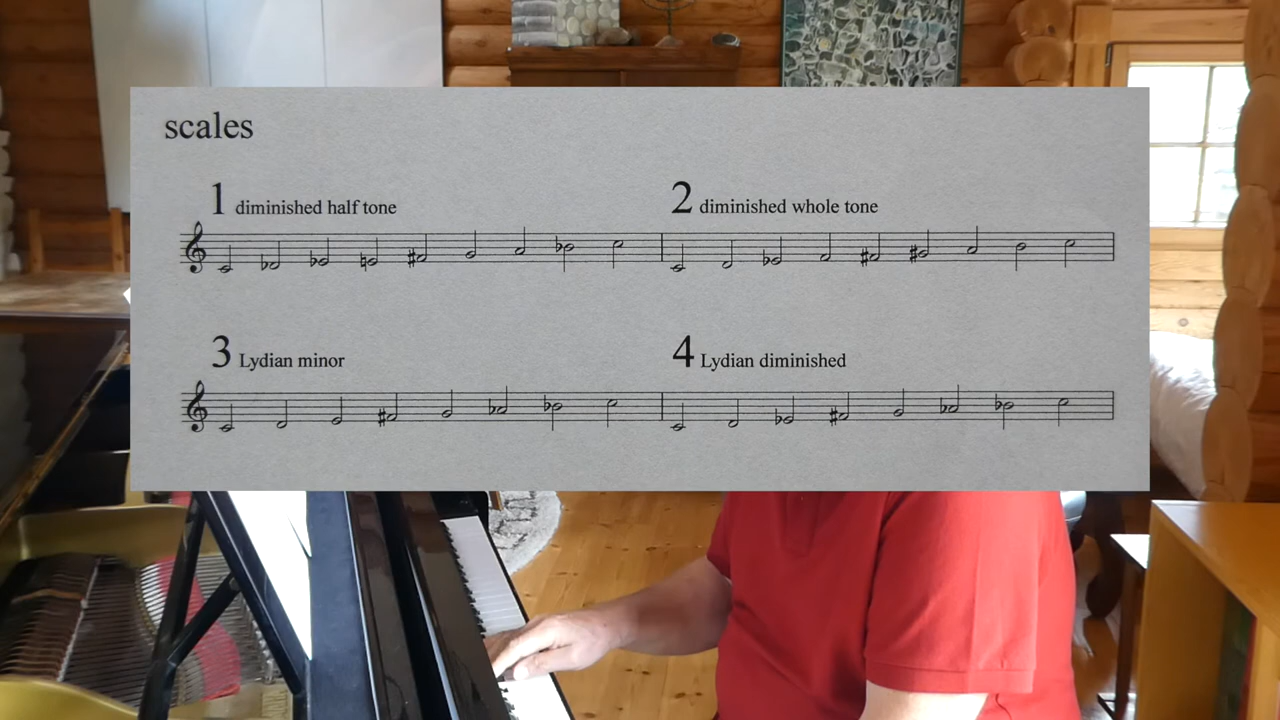 scales
1 diminished half tone
2 diminished whole tone
3 Lydian minor
4 Lydian diminished